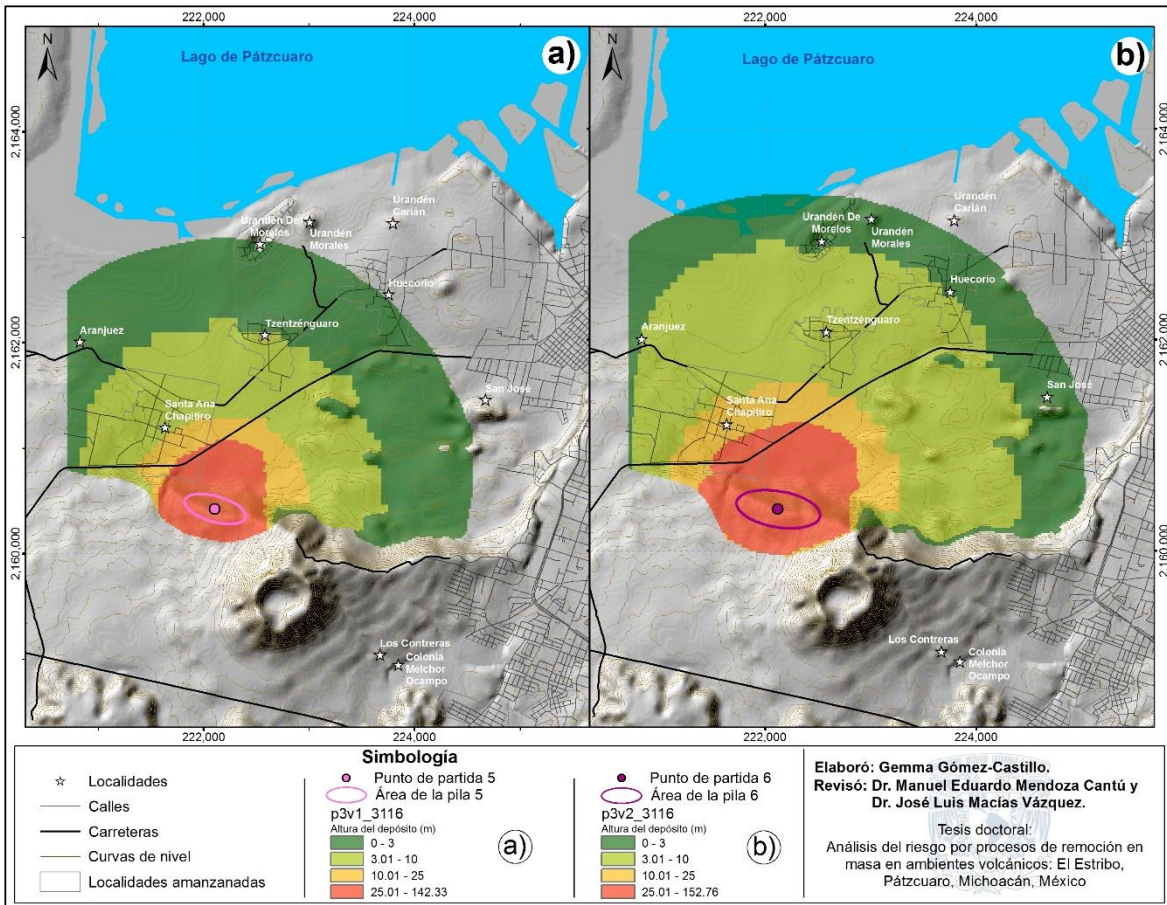 222,000
224,000
222,000
224,000
N
Lago de Pátzcuaro
a)
N
Lago de Pátzcuaro
b)
2,164,000
2,164,000
Urandén
Carián
Urandén De
Morelos
Urandén
Morales
Huecorio
Tzentzénguaro
Aranjuez
2,162,000
San José
Santa Ana
Chapitiro
2,160,000
Los Contreras
Colonia
Melchor
Ocampo
Urandén
Carián
Urandén De
Morelos
Urandén
Morales
Huecorio
Tzentzénguaro
Aranjuez
2,162,000
San José
Santa Ana
Chapitiro
2,160,000
Los Contreras
Colonia
Melchor
Ocampo
222,000
224,000
222,000
224,000
Simbología
Localidades
Calles
Carreteras
Curvas de nivel
Localidades amanzanadas
Punto de partida 5
Área de la pila 5
p3v1_3116
Altura del depósito (m)
0 - 3
3.01 - 10
10.01 - 25
25.01 - 142.33
a)
Punto de partida 6
Área de la pila 6
p3v2_3116
Altura del depósito (m)
0 - 3
3.01 - 10
10.01 - 25
25.01 - 152.76
b)
Elaboró: Gemma Gómez-Castillo.
Revisó: Dr. Manuel Eduardo Mendoza Cantú y
Dr. José Luis Macías Vázquez.
Tesis doctoral:
Análisis del riesgo por procesos de remoción en
masa en ambientes volcánicos: El Estribo,
Pátzcuaro, Michoacán, México